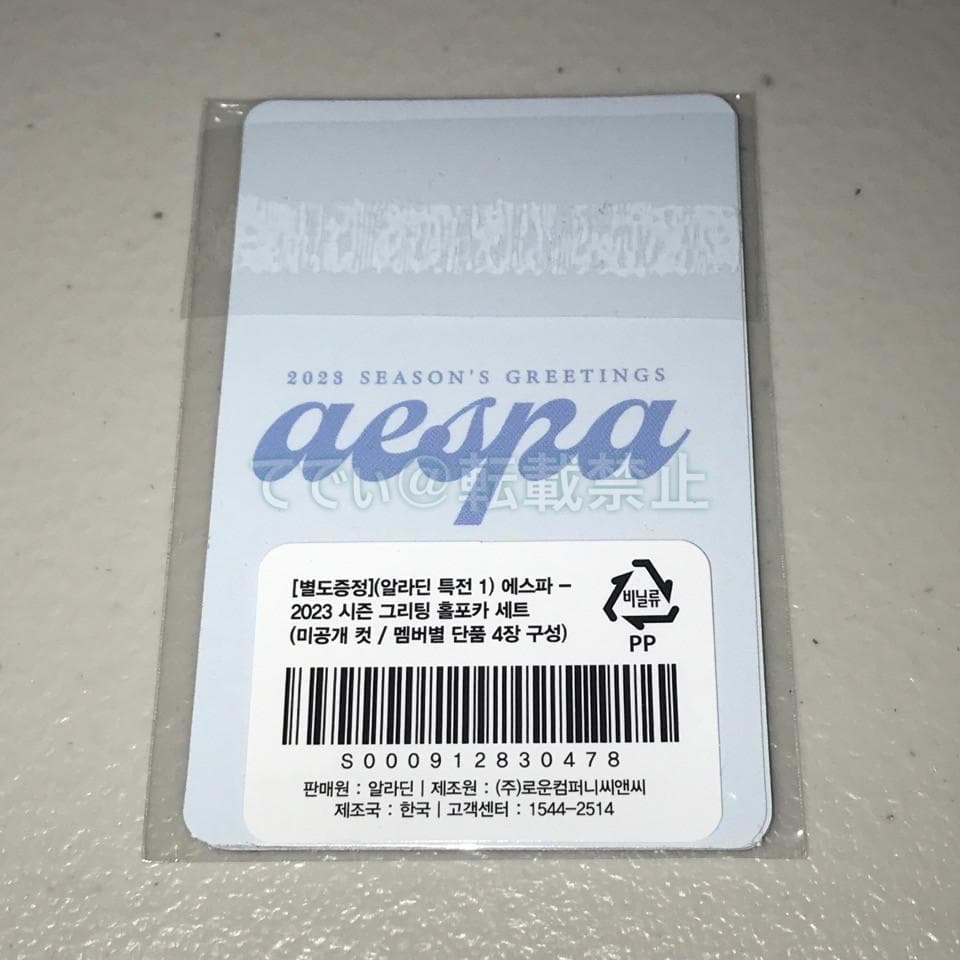 2023 SEASON'S GREETINGS
aespa
てでぃ@転載禁止
[별도증정](알라딘 특전 1) 에스파 -
2023 시즌 그리팅 홀포카 세트
(미공개 컷 / 멤버별 단품 4장 구성)
비닐류
PP
S000912830478
판매원 : 알라딘 | 제조원 : (주)로운컴퍼니씨앤씨
제조국 : 한국 | 고객센터 : 1544-2514